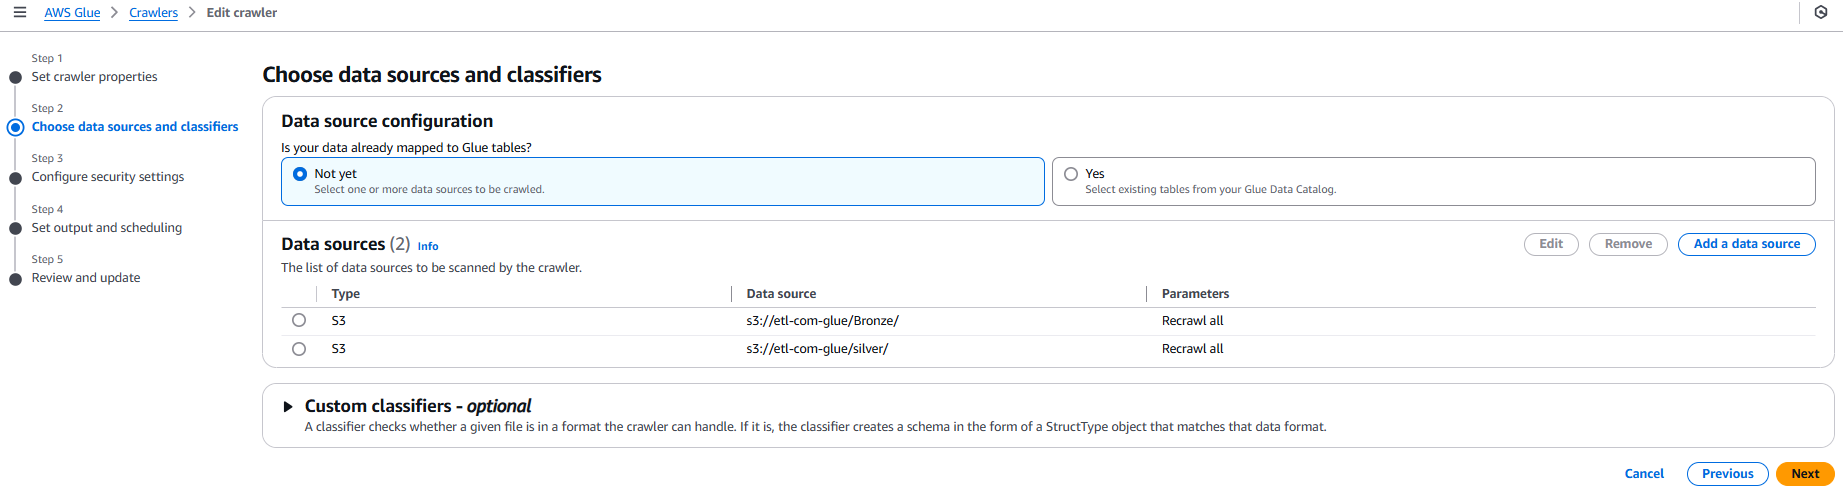 AWS Glue > Crawlers > Edit crawler
Step 1
Set crawler properties
Step 2
Choose data sources and classifiers
Step 3
Configure security settings
Step 4
Set output and scheduling
Step 5
Review and update
Choose data sources and classifiers
Data source configuration
Is your data already mapped to Glue tables?
Not yet
Select one or more data sources to be crawled.
Yes
Select existing tables from your Glue Data Catalog.
Data sources (2) Info
Edit Remove Add a data source
The list of data sources to be scanned by the crawler.
Type Data source Parameters
S3 s3://etl-com-glue/Bronze/ Recrawl all
S3 s3://etl-com-glue/silver/ Recrawl all
Custom classifiers - optional
A classifier checks whether a given file is in a format the crawler can handle. If it is, the classifier creates a schema in the form of a StructType object that matches that data format.
Cancel Previous Next